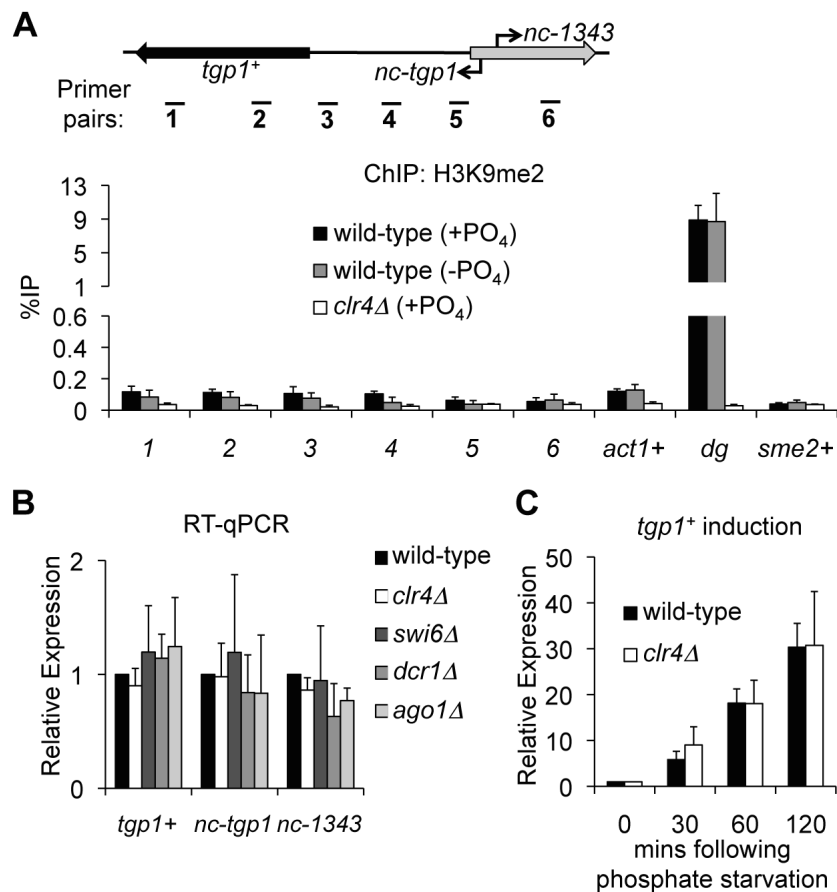 A
nc-1343
tgp1+
nc-tgp1
Primer
pairs: 1 2 3 4 5 6
ChIP: H3K9me2
13
9
5
1
0.6
0.4
0.2
0
%IP
wild-type (+PO4)
wild-type (-PO4)
clr4Δ (+PO4)
1 2 3 4 5 6 act1+ dg sme2+
B
RT-qPCR
2
1
0
Relative Expression
wild-type
clr4Δ
swi6Δ
dcr1Δ
ago1Δ
tgp1+ nc-tgp1 nc-1343
C
tgp1+ induction
50
40
30
20
10
0
Relative Expression
wild-type
clr4Δ
0 30 60 120
mins following
phosphate starvation